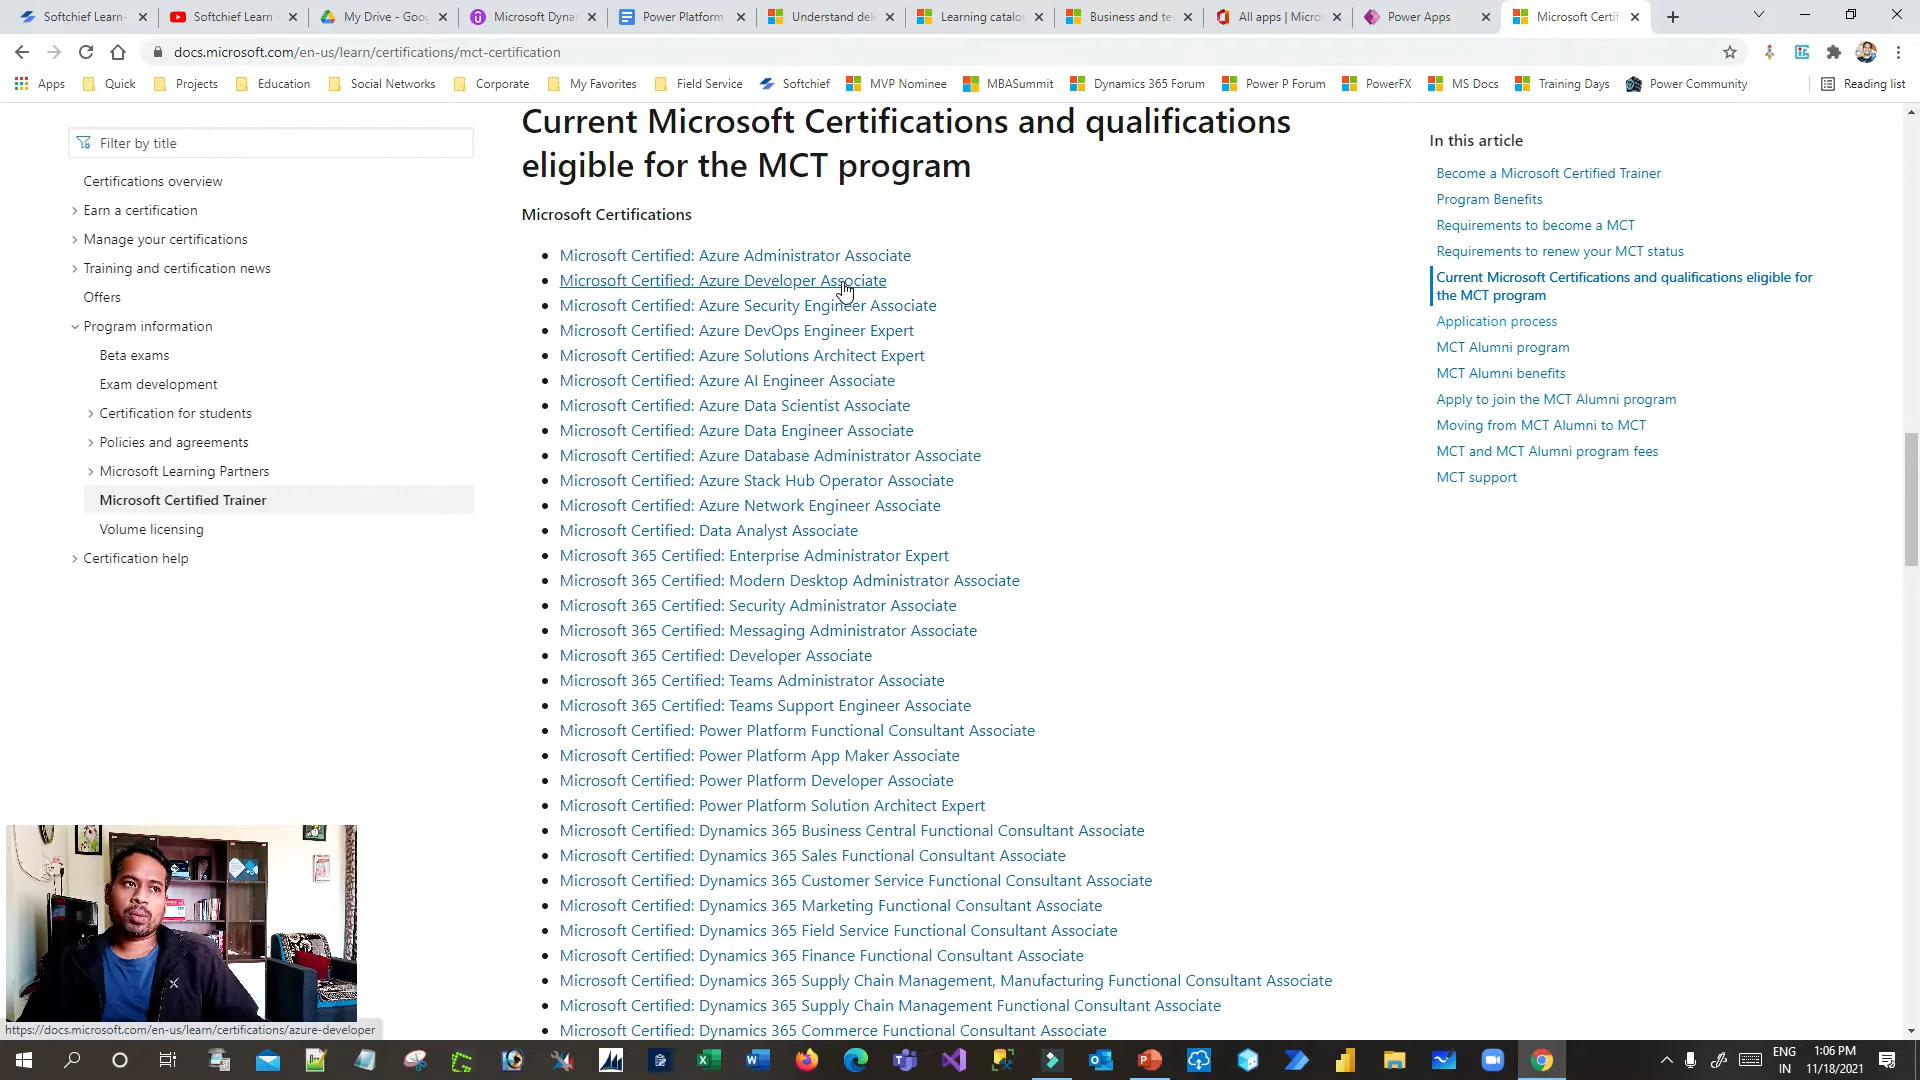 Softchief Learn-
Softchief Learn -
My Drive - Goo
Microsoft Dyna
Power Platform
Understand del
Learning catalo
Business and te
All apps | Micro
Power Apps
Microsoft Certif
docs.microsoft.com/en-us/learn/certifications/mct-certification
Apps
Quick
Projects
Education
Social Networks
My Favorites
Corporate
Field Service
Softchief
MVP Nominee
MBASummit
Dynamics 365 Forum
Power P Forum
PowerFX
MS Docs
Training Days
Power Community
Reading list
Filter by title
Certifications overview
Earn a certification
Manage your certifications
Training and certification news
Offers
Program information
Beta exams
Exam development
Certification for students
Policies and agreements
Microsoft Learning Partners
Microsoft Certified Trainer
Volume licensing
Certification help
Current Microsoft Certifications and qualifications
eligible for the MCT program
Microsoft Certifications
Microsoft Certified: Azure Administrator Associate
Microsoft Certified: Azure Developer Associate
Microsoft Certified: Azure Security Engineer Associate
Microsoft Certified: Azure DevOps Engineer Expert
Microsoft Certified: Azure Solutions Architect Expert
Microsoft Certified: Azure AI Engineer Associate
Microsoft Certified: Azure Data Scientist Associate
Microsoft Certified: Azure Data Engineer Associate
Microsoft Certified: Azure Database Administrator Associate
Microsoft Certified: Azure Stack Hub Operator Associate
Microsoft Certified: Azure Network Engineer Associate
Microsoft Certified: Data Analyst Associate
Microsoft 365 Certified: Enterprise Administrator Expert
Microsoft 365 Certified: Modern Desktop Administrator Associate
Microsoft 365 Certified: Security Administrator Associate
Microsoft 365 Certified: Messaging Administrator Associate
Microsoft 365 Certified: Developer Associate
Microsoft 365 Certified: Teams Administrator Associate
Microsoft 365 Certified: Teams Support Engineer Associate
Microsoft Certified: Power Platform Functional Consultant Associate
Microsoft Certified: Power Platform App Maker Associate
Microsoft Certified: Power Platform Developer Associate
Microsoft Certified: Power Platform Solution Architect Expert
Microsoft Certified: Dynamics 365 Business Central Functional Consultant Associate
Microsoft Certified: Dynamics 365 Sales Functional Consultant Associate
Microsoft Certified: Dynamics 365 Customer Service Functional Consultant Associate
Microsoft Certified: Dynamics 365 Marketing Functional Consultant Associate
Microsoft Certified: Dynamics 365 Field Service Functional Consultant Associate
Microsoft Certified: Dynamics 365 Finance Functional Consultant Associate
Microsoft Certified: Dynamics 365 Supply Chain Management, Manufacturing Functional Consultant Associate
Microsoft Certified: Dynamics 365 Supply Chain Management Functional Consultant Associate
Microsoft Certified: Dynamics 365 Commerce Functional Consultant Associate
In this article
Become a Microsoft Certified Trainer
Program Benefits
Requirements to become a MCT
Requirements to renew your MCT status
Current Microsoft Certifications and qualifications eligible for
the MCT program
Application process
MCT Alumni program
MCT Alumni benefits
Apply to join the MCT Alumni program
Moving from MCT Alumni to MCT
MCT and MCT Alumni program fees
MCT support
https://docs.microsoft.com/en-us/learn/certifications/azure-developer
ENG
IN
1:06 PM
11/18/2021